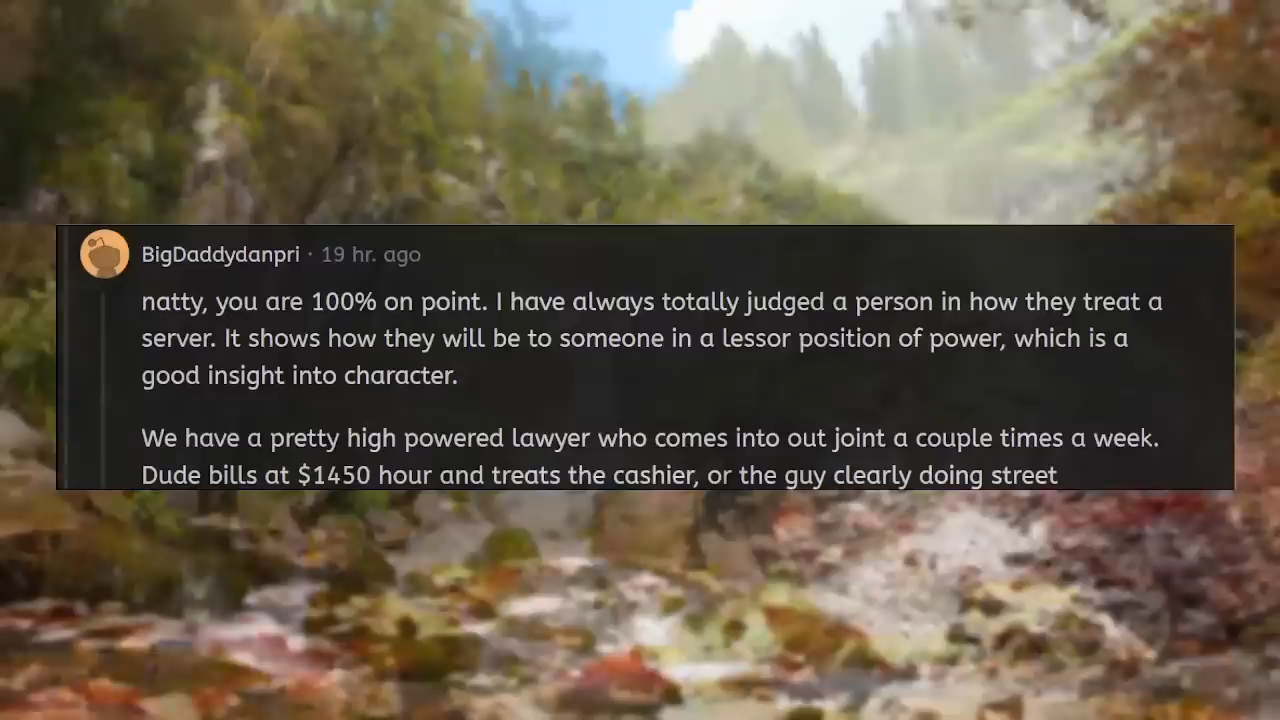 BigDaddydanpri · 19 hr. ago
natty, you are 100% on point. I have always totally judged a person in how they treat a
server. It shows how they will be to someone in a lessor position of power, which is a
good insight into character.
We have a pretty high powered lawyer who comes into out joint a couple times a week.
Dude bills at $1450 hour and treats the cashier, or the guy clearly doing street